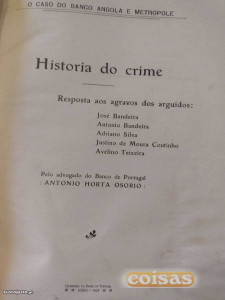 O CASO DO BANCO ANGOLA E METROPOLE
Historia do crime
Resposta aos agravos dos arguidos:
José Bandeira
Antonio Bandeira
Adriano Silva
Justino de Moura Coutinho
Avelino Teixeira
Pelo advogado do Banco de Portugal
: ANTONIO HORTA OSORIO :
coisas